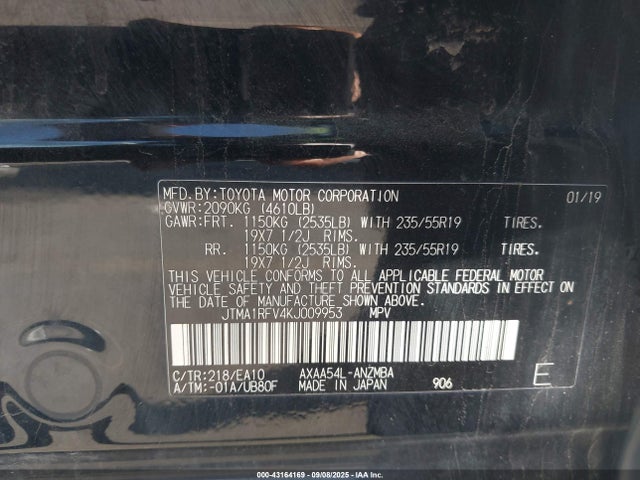 MFD.BY:TOYOTA MOTOR CORPORATION 01/19
GVWR:2090KG (4610LB)
GAWR:FRT. 1150KG (2535LB) WITH 235/55R19 TIRES.
19X7 1/2J RIMS.
RR. 1150KG (2535LB) WITH 235/55R19 TIRES.
19X7 1/2J RIMS.
THIS VEHICLE CONFORMS TO ALL APPLICABLE FEDERAL MOTOR
VEHICLE SAFETY AND THEFT PREVENTION STANDARDS IN EFFECT ON
THE DATE OF MANUFACTURE SHOWN ABOVE.
JTMA1RFV4KJ009953 MPV
C/TR:218/EA10 AXAA54L-ANZMBA
A/TM:-01A/UB80F MADE IN JAPAN 906 E
000-43164169 - 09/08/2025 - IAA Inc.